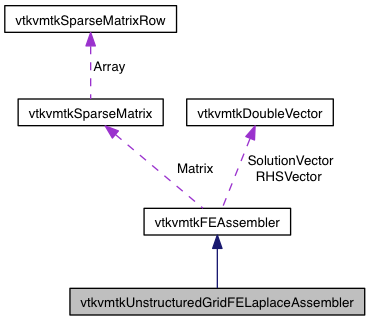 vtkvmtkSparseMatrixRow
Array
vtkvmtkSparseMatrix
vtkvmtkDoubleVector
Matrix
SolutionVector
RHSVector
vtkvmtkFEAssembler
vtkvmtkUnstructuredGridFELaplaceAssembler